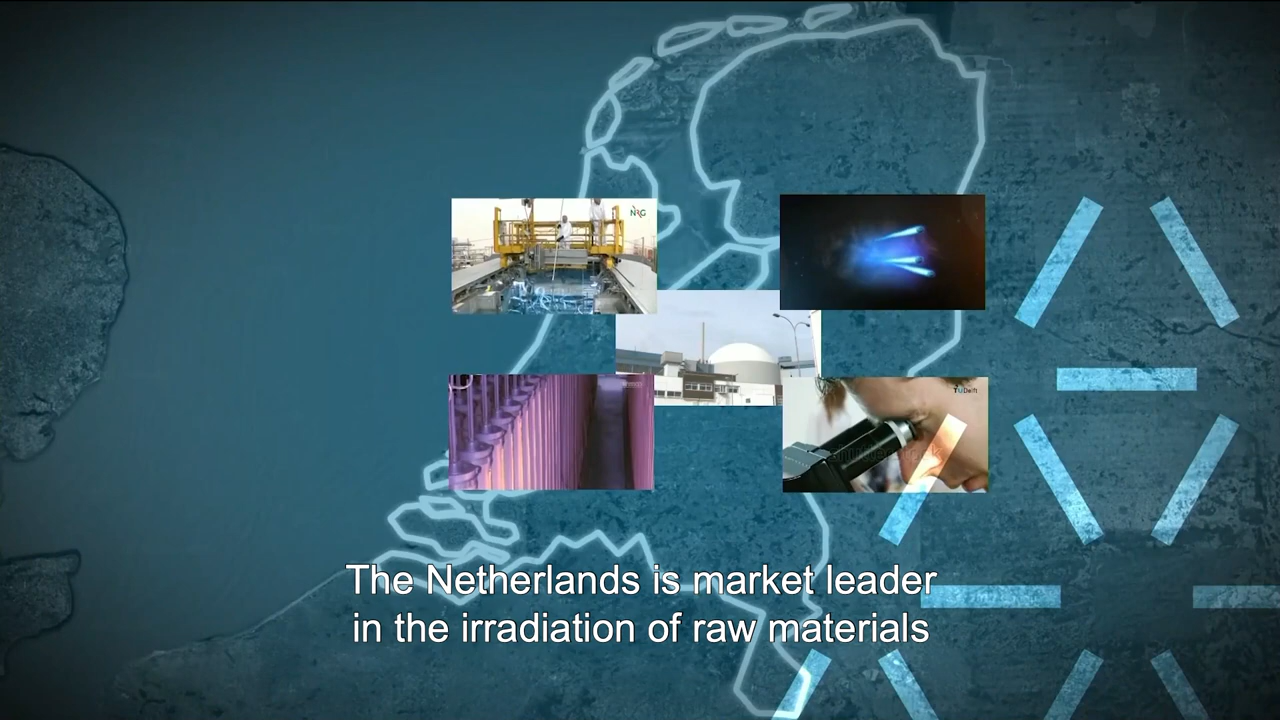 NRG
TUDelft
The Netherlands is market leader
in the irradiation of raw materials